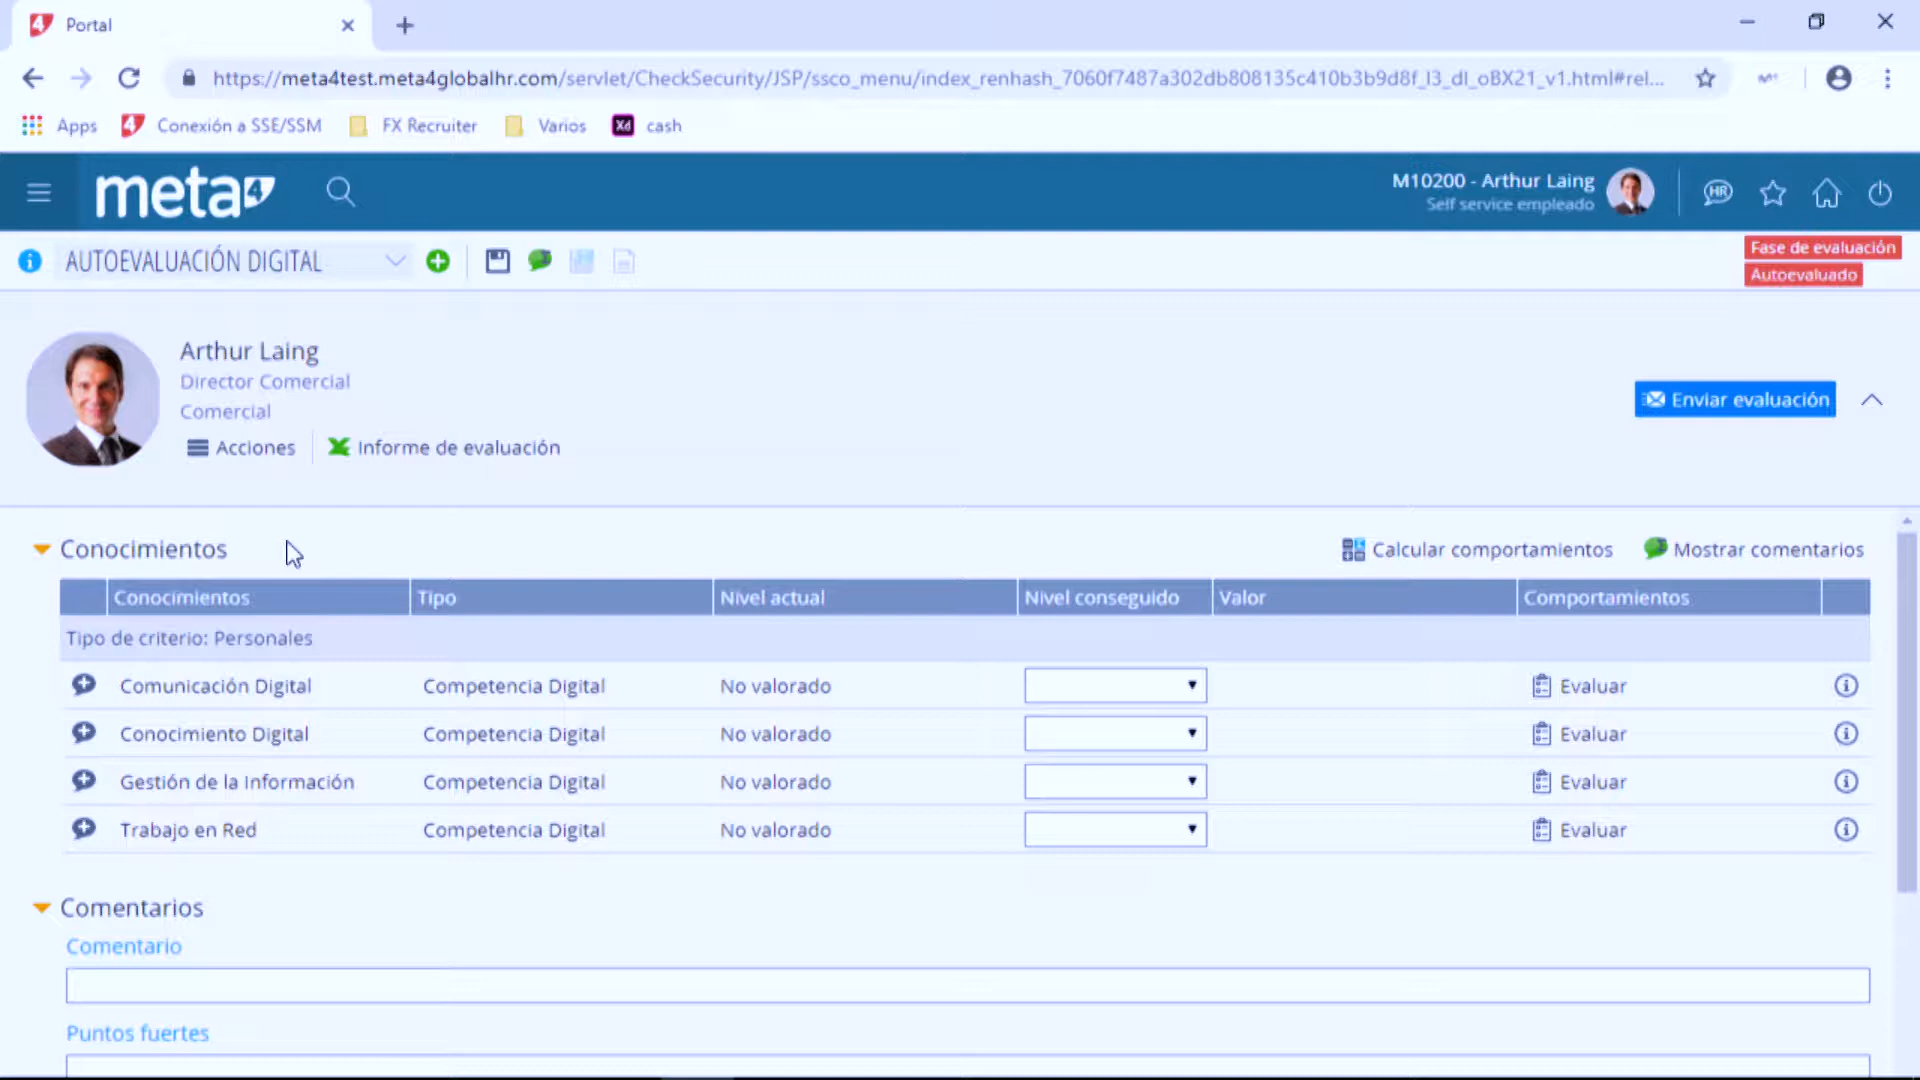 Portal
https://meta4test.meta4globalhr.com/servlet/CheckSecurity/JSP/ssco_menu/index_renhash_7060f7487a302db808135c410b3b9d8f_l3_dl_oBX21_v1.html#rel...
Apps Conexión a SSE/SSM FX Recruiter Varios Xd cash
meta4
M10200 - Arthur Laing
Self service empleado
HR
AUTOEVALUACIÓN DIGITAL
Fase de evaluación
Autoevaluado
Arthur Laing
Director Comercial
Comercial
Acciones Informe de evaluación
Enviar evaluación
Conocimientos Calcular comportamientos Mostrar comentarios
Conocimientos Tipo Nivel actual Nivel conseguido Valor Comportamientos
Tipo de criterio: Personales
Comunicación Digital Competencia Digital No valorado Evaluar
Conocimiento Digital Competencia Digital No valorado Evaluar
Gestión de la Información Competencia Digital No valorado Evaluar
Trabajo en Red Competencia Digital No valorado Evaluar
Comentarios
Comentario
Puntos fuertes